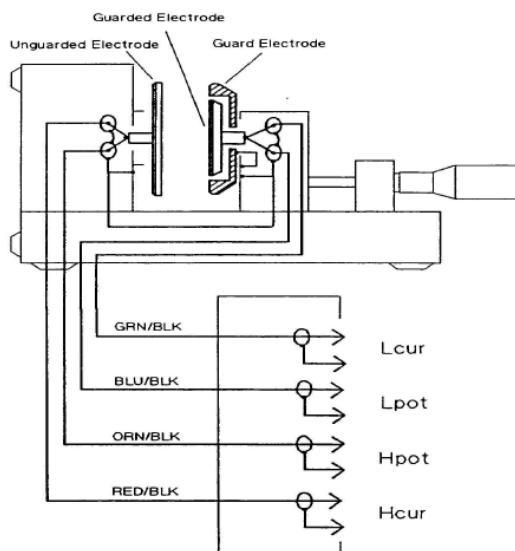 Guarded Electrode
Unguarded Electrode
Guard Electrode
GRN/BLK
Lcur
BLU/BLK
Lpot
ORN/BLK
Hpot
RED/BLK
Hcur